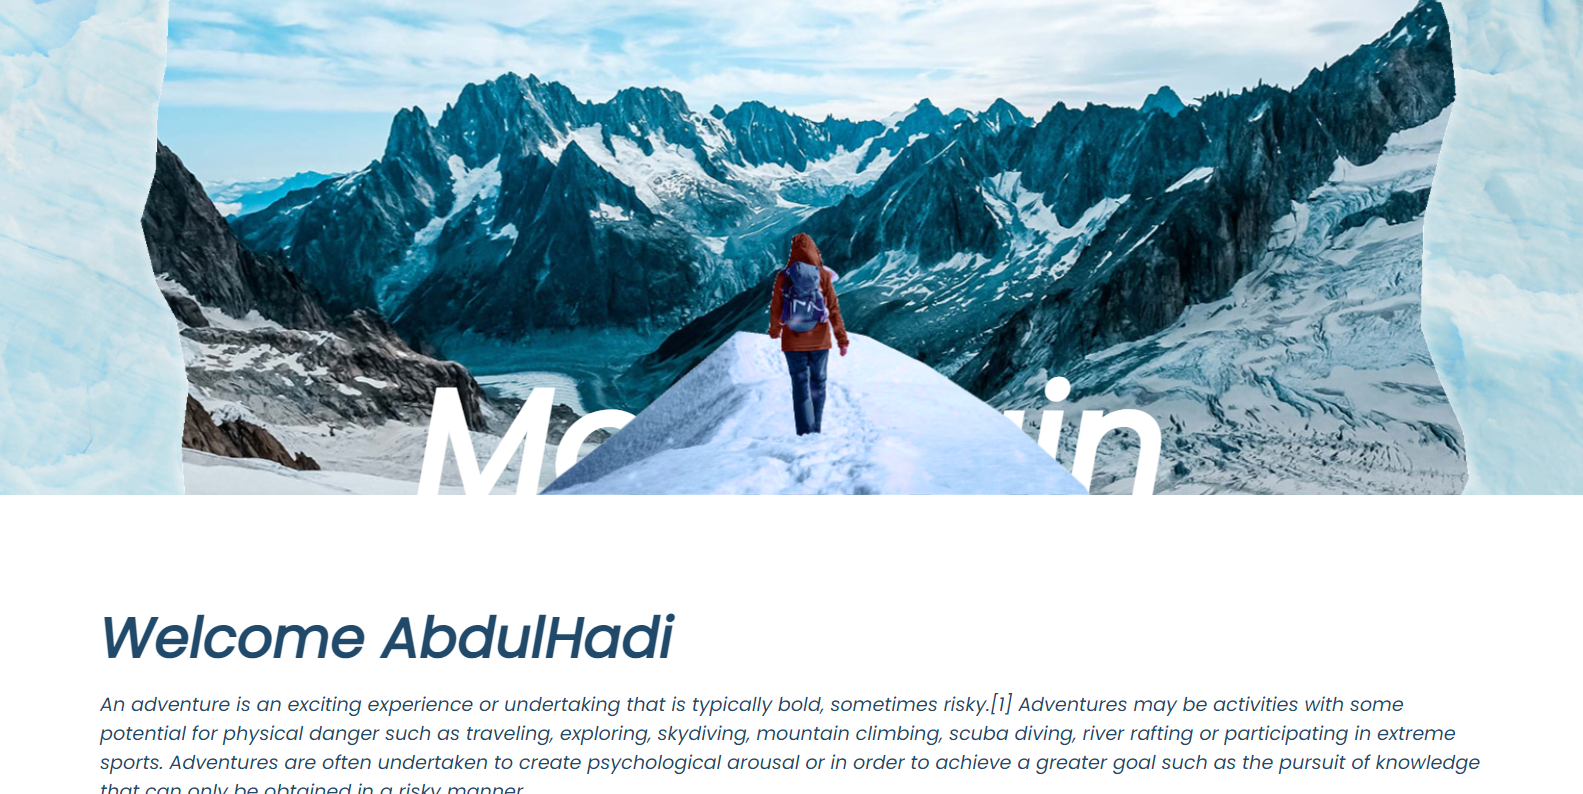 Mo in
Welcome AbdulHadi
An adventure is an exciting experience or undertaking that is typically bold, sometimes risky.[1] Adventures may be activities with some
potential for physical danger such as traveling, exploring, skydiving, mountain climbing, scuba diving, river rafting or participating in extreme
sports. Adventures are often undertaken to create psychological arousal or in order to achieve a greater goal such as the pursuit of knowledge
that can only be obtained in a risky manner.